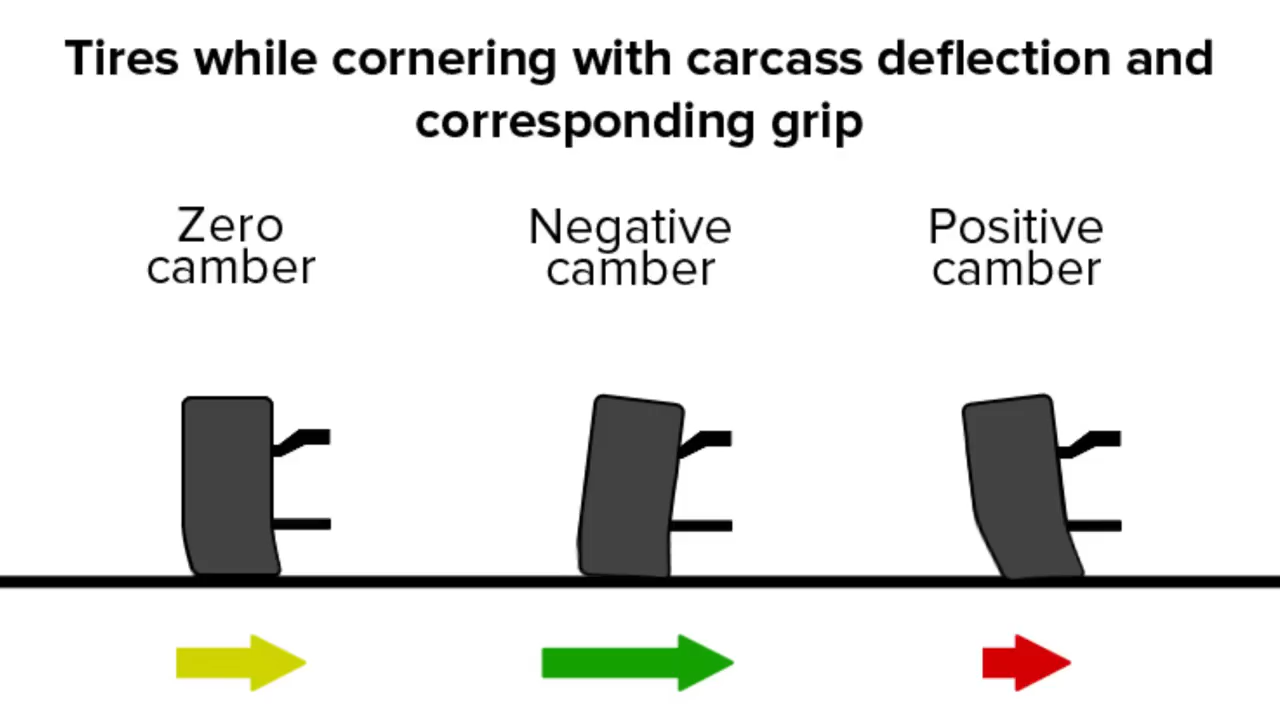 Tires while cornering with carcass deflection and
corresponding grip
Zero
camber
Negative
camber
Positive
camber